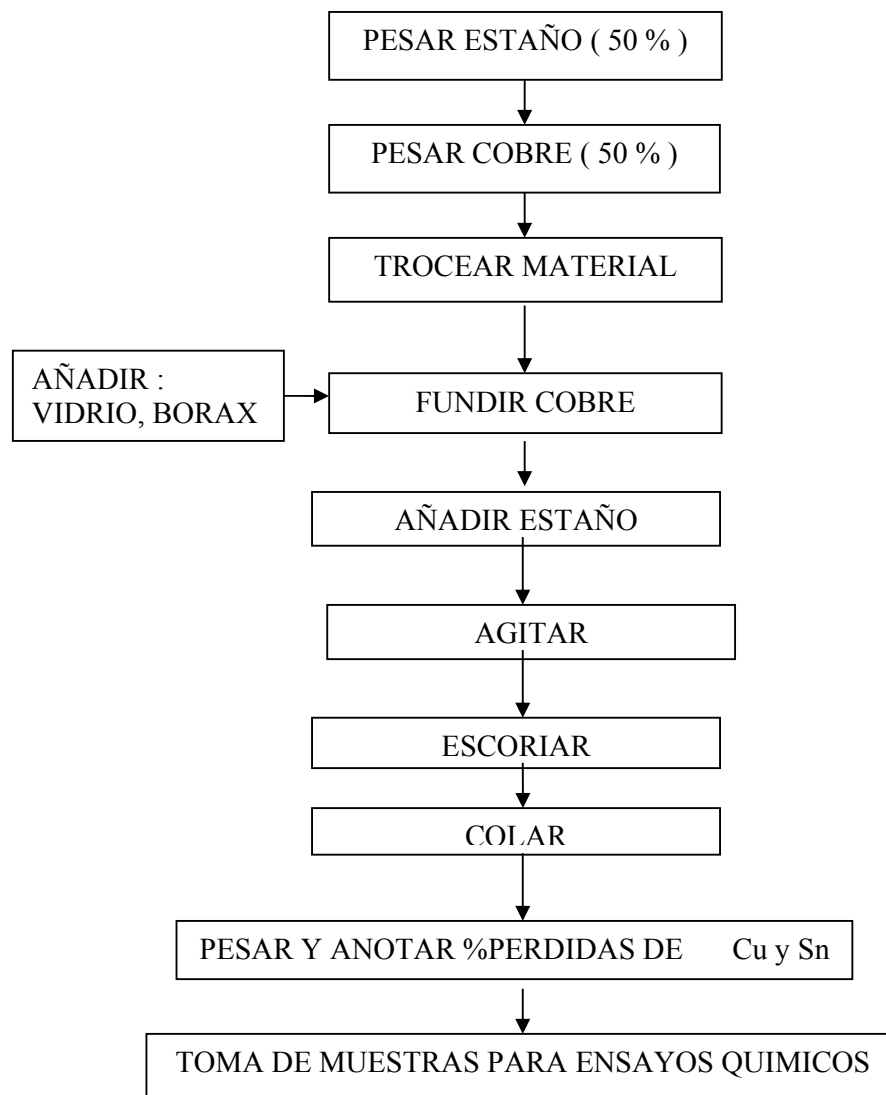 PESAR ESTAÑO ( 50 % )
PESAR COBRE ( 50 % )
TROCEAR MATERIAL
AÑADIR :
VIDRIO, BORAX
FUNDIR COBRE
AÑADIR ESTAÑO
AGITAR
ESCORIAR
COLAR
PESAR Y ANOTAR %PERDIDAS DE Cu y Sn
TOMA DE MUESTRAS PARA ENSAYOS QUIMICOS